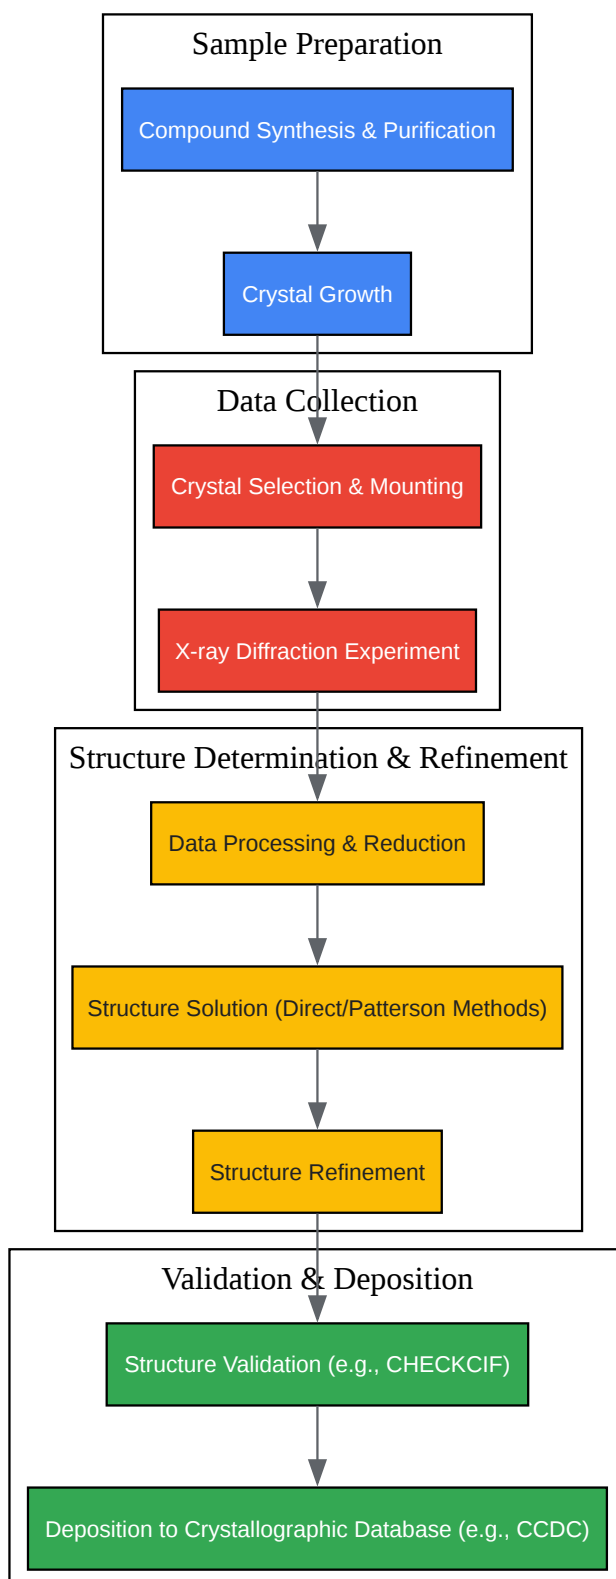 Sample Preparation
Compound Synthesis & Purification
Crystal Growth
Data Collection
Crystal Selection & Mounting
X-ray Diffraction Experiment
Structure Determination & Refinement
Data Processing & Reduction
Structure Solution (Direct/Patterson Methods)
Structure Refinement
Validation & Deposition
Structure Validation (e.g., CHECKCIF)
Deposition to Crystallographic Database (e.g., CCDC)